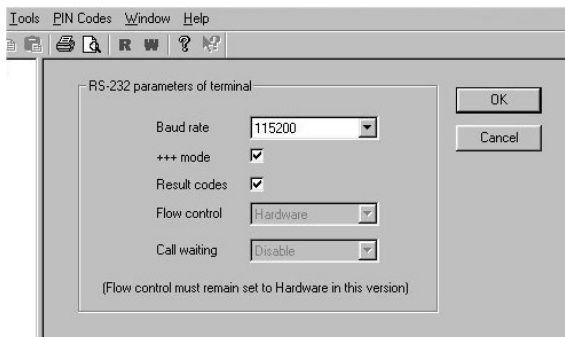 Tools PIN Codes Window Help
R W ?
RS-232 parameters of terminal
OK
Baud rate 115200
Cancel
+++ mode
Result codes
Flow control Hardware
Call waiting Disable
(Flow control must remain set to Hardware in this version)